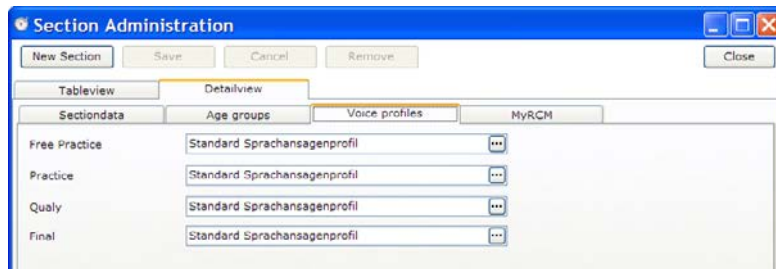 Section Administration
New Section Save Cancel Remove Close
Tableview Detailview
Sectiondata Age groups Voice profiles MyRCM
Free Practice Standard Sprachansagenprofil
Practice Standard Sprachansagenprofil
Qualy Standard Sprachansagenprofil
Final Standard Sprachansagenprofil